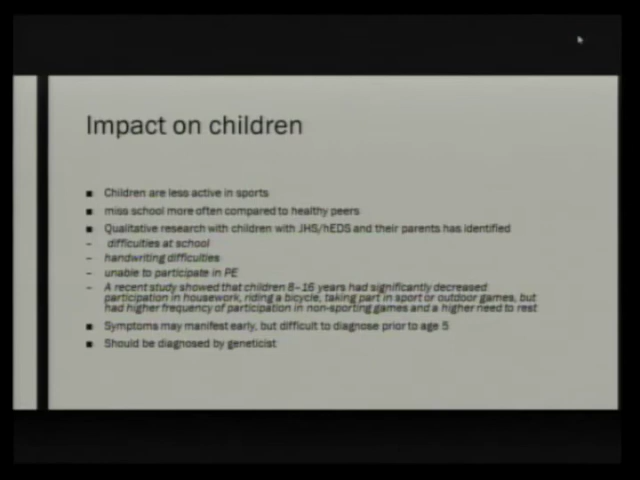 Impact on children
■ Children are less active in sports
■ miss school more often compared to healthy peers
■ Qualitative research with children with JHS/hEDS and their parents has identified
– difficulties at school
– handwriting difficulties
– unable to participate in PE
– A recent study showed that children 8–16 years had significantly decreased
participation in housework, riding a bicycle, taking part in sport or outdoor games, but
had higher frequency of participation in non-sporting games and a higher need to rest
■ Symptoms may manifest early, but difficult to diagnose prior to age 5
■ Should be diagnosed by geneticist